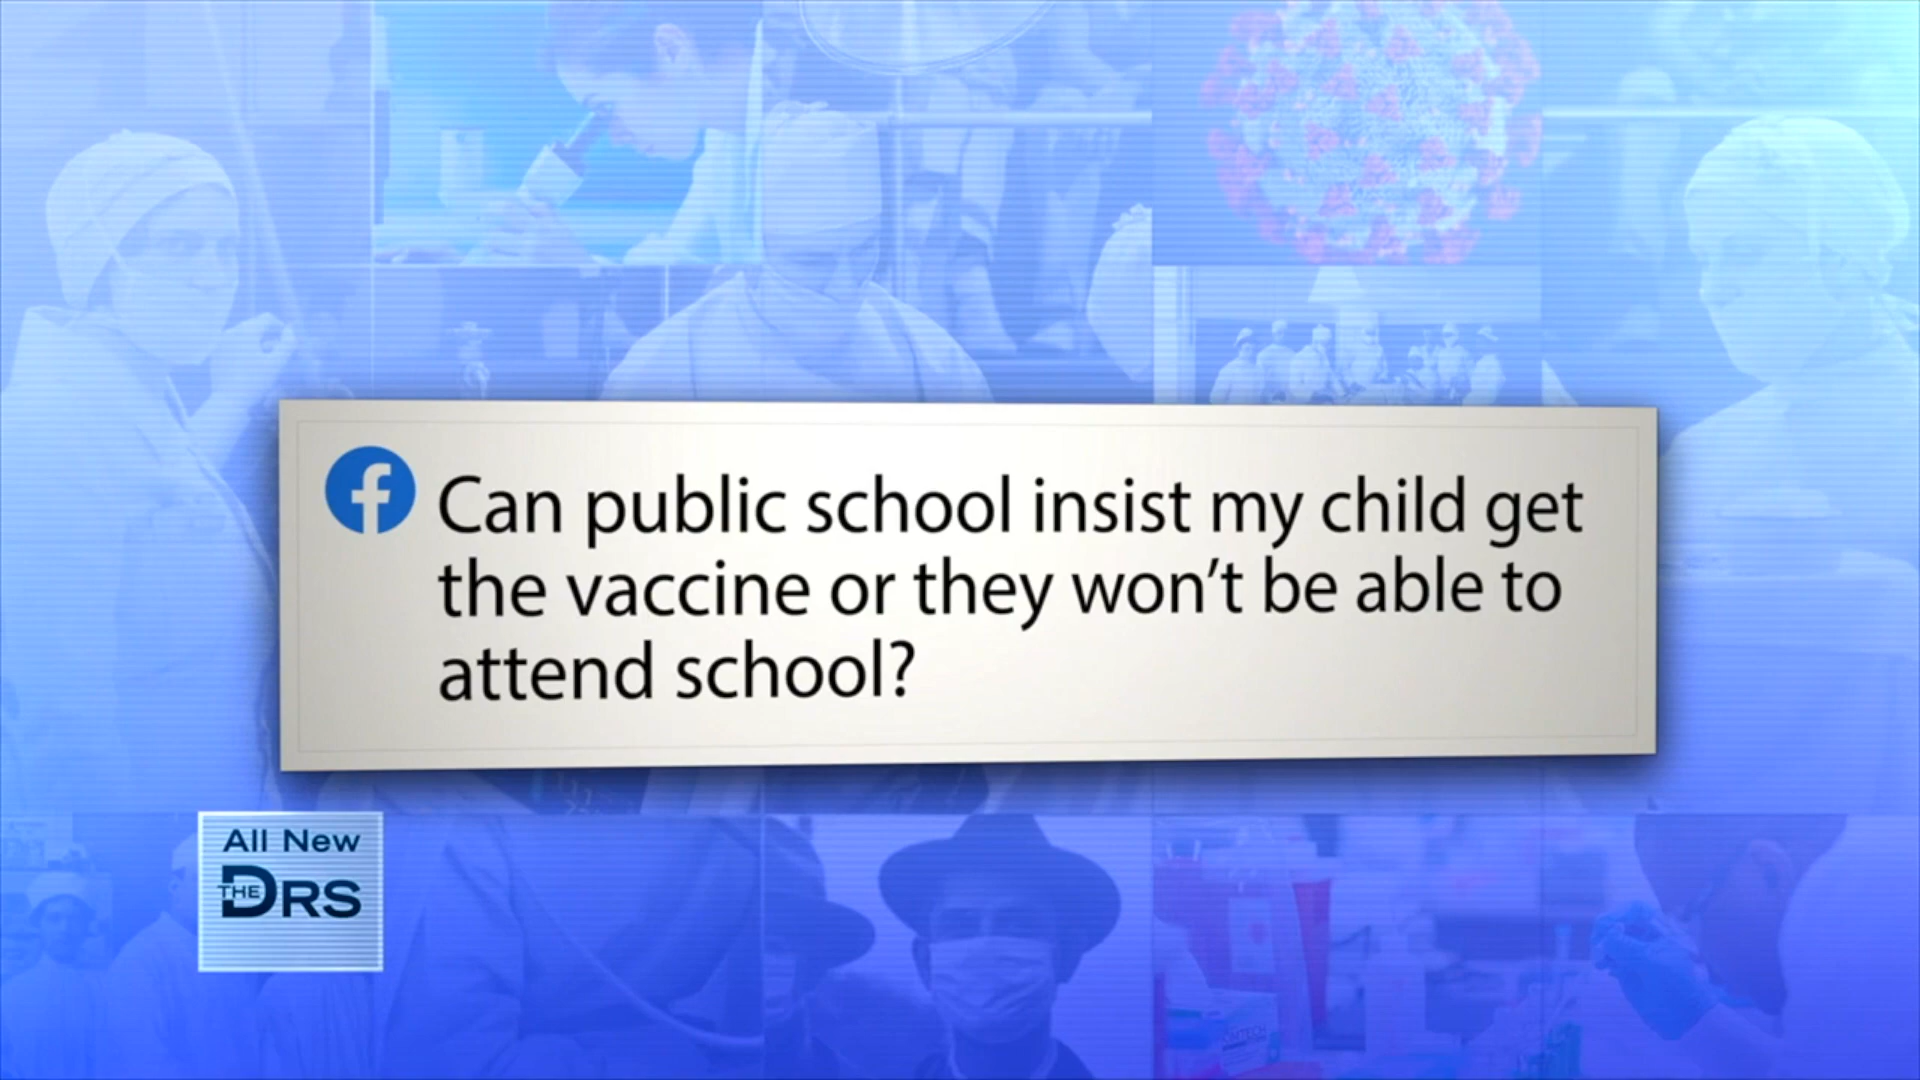 Can public school insist my child get
the vaccine or they won't be able to
attend school?
All New
THE DRS